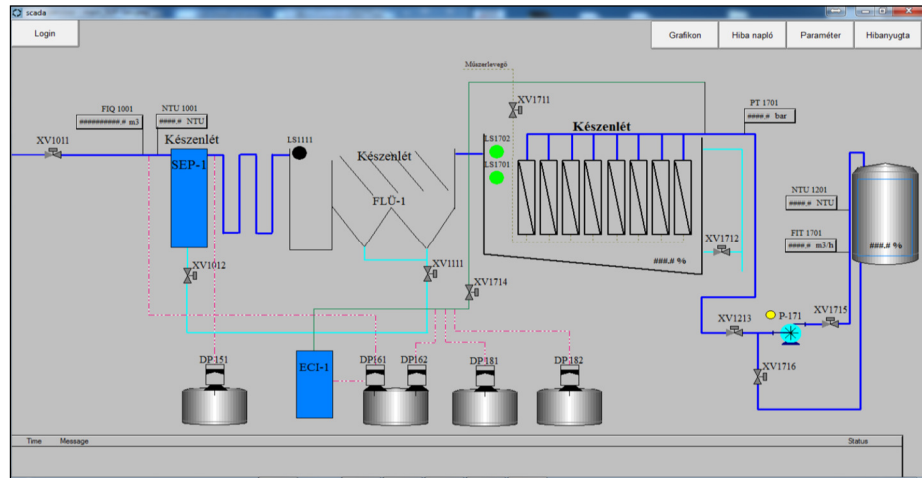 scada
Login
Grafikon
Hiba napló
Paraméter
Hibanyugta
Műszerlevegő
FIQ 1001
##########.# m3
NTU 1001
####.# NTU
XV1011
Készenlét
SEP-1
LS1111
Készenlét
FLÜ-1
XV1711
Készenlét
LS1702
LS1701
PT 1701
####.# bar
NTU 1201
####.# NTU
FIT 1701
####.# m3/h
###.# %
XV1712
###.# %
XV1012
XV1111
XV1714
XV1213
P-171
XV1715
XV1716
ECI-1
DP151
DP161
DP162
DP181
DP182
Time Message Status